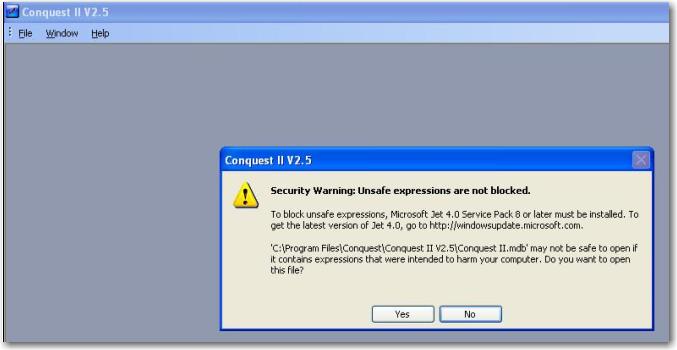 Conquest II V2.5
File Window Help
Conquest II V2.5
Security Warning: Unsafe expressions are not blocked.
To block unsafe expressions, Microsoft Jet 4.0 Service Pack 8 or later must be installed. To
get the latest version of Jet 4.0, go to http://windowsupdate.microsoft.com.
'C:\Program Files\Conquest\Conquest II V2.5\Conquest II.mdb' may not be safe to open if
it contains expressions that were intended to harm your computer. Do you want to open
this file?
Yes No